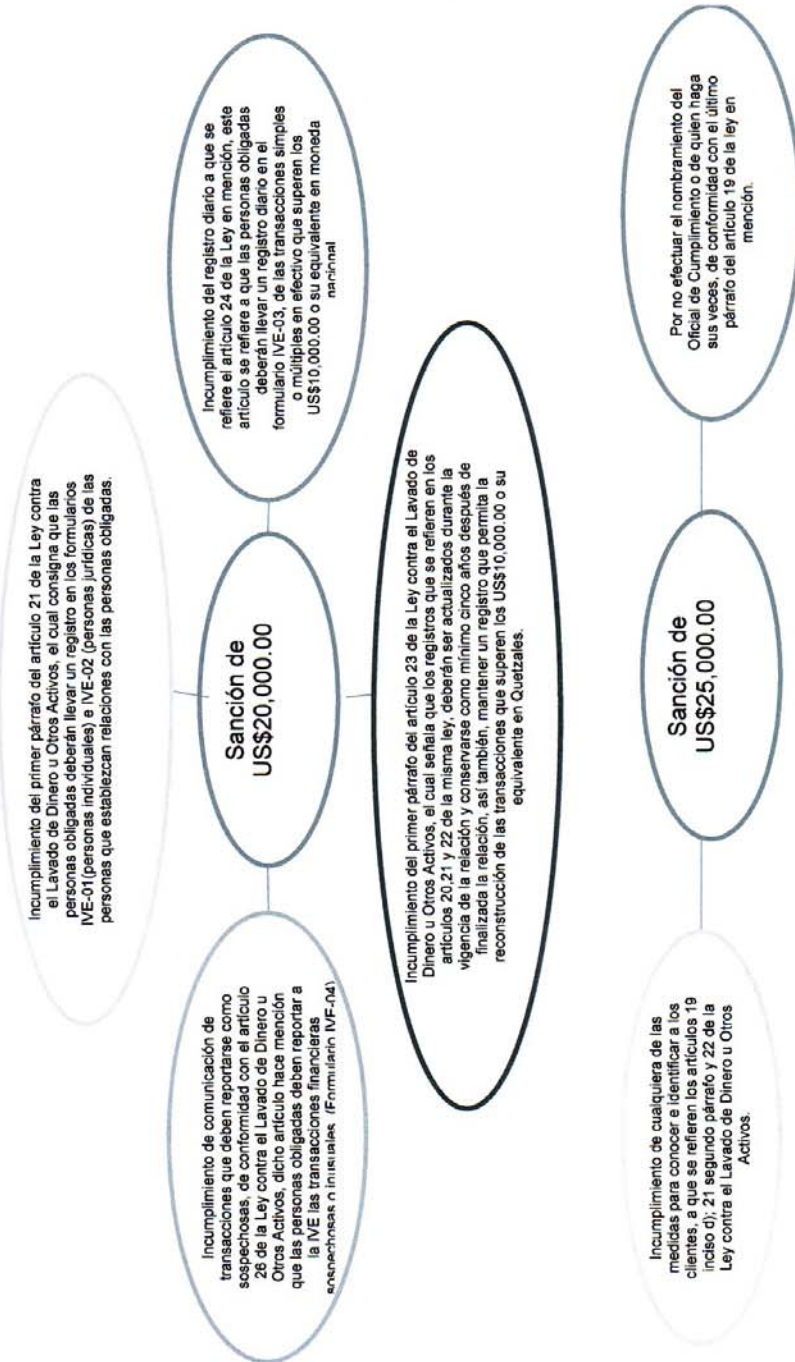 Incumplimiento del primer párrafo del artículo 21 de la Ley contra
el Lavado de Dinero u Otros Activos, el cual consigna que las
personas obligadas deberán llevar un registro en los formularios
IVE-01(personas individuales) e IVE-02 (personas jurídicas) de las
personas que establezcan relaciones con las personas obligadas.
Incumplimiento de comunicación de
transacciones que deben reportarse como
sospechosas, de conformidad con el artículo
26 de la Ley contra el Lavado de Dinero u
Otros Activos, dicho artículo hace mención
que las personas obligadas deben reportar a
la IVE las transacciones financieras
sospechosas o inusuales. (Formulario IVE-04)
Sanción de
US$20,000.00
Incumplimiento del registro diario a que se
refiere el artículo 24 de la Ley en mención, este
artículo se refiere a que las personas obligadas
deberán llevar un registro diario en el
formulario IVE-03, de las transacciones simples
o múltiples en efectivo que superen los
US$10,000.00 o su equivalente en moneda
nacional
Incumplimiento del primer párrafo del artículo 23 de la Ley contra el Lavado de
Dinero u Otros Activos, el cual señala que los registros que se refieren en los
artículos 20,21 y 22 de la misma ley, deberán ser actualizados durante la
vigencia de la relación y conservarse como mínimo cinco años después de
finalizada la relación, así también, mantener un registro que permita la
reconstrucción de las transacciones que superen los US$10,000.00 o su
equivalente en Quetzales.
Incumplimiento de cualquiera de las
medidas para conocer e identificar a los
clientes, a que se refieren los artículos 19
inciso d); 21 segundo párrafo y 22 de la
Ley contra el Lavado de Dinero u Otros
Activos.
Sanción de
US$25,000.00
Por no efectuar el nombramiento del
Oficial de Cumplimiento o de quien haga
sus veces, de conformidad con el último
párrafo del artículo 19 de la ley en
mención.